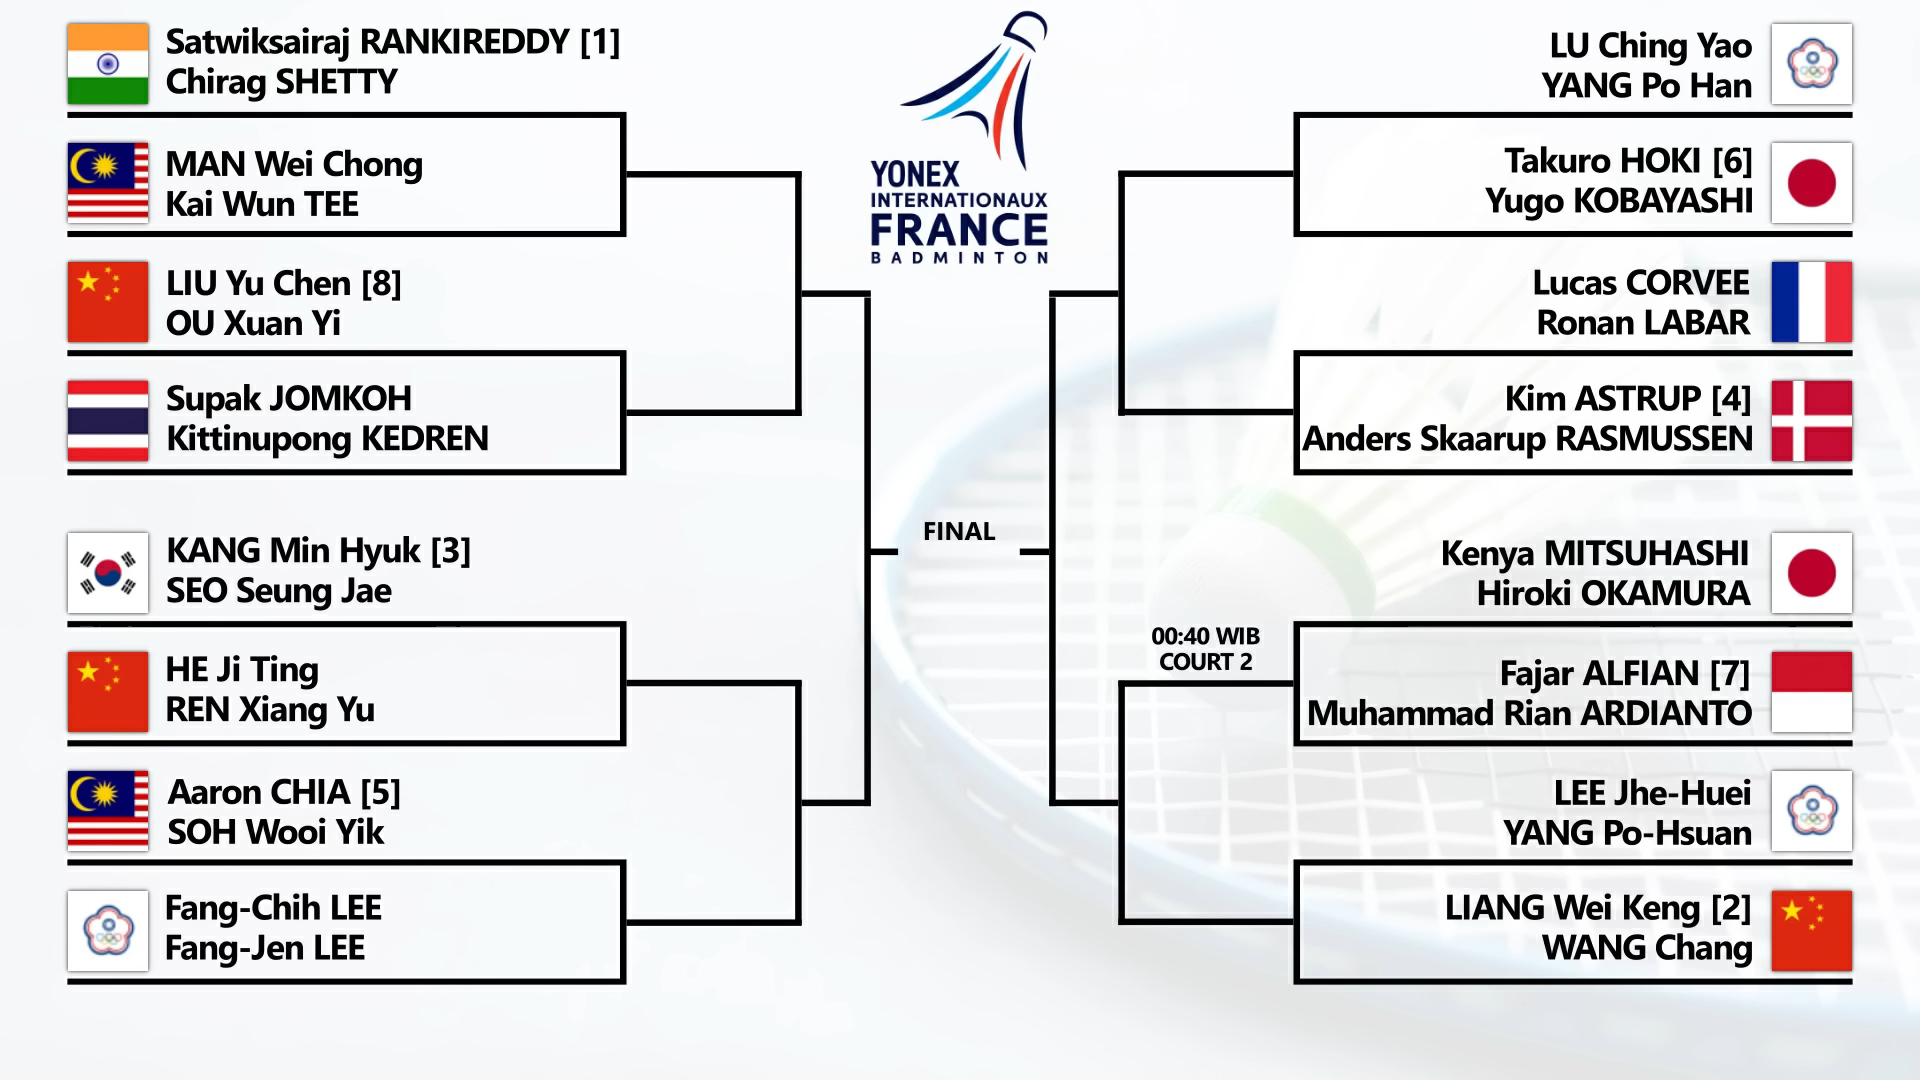 Satwiksairaj RANKIREDDY [1]
Chirag SHETTY
MAN Wei Chong
Kai Wun TEE
LIU Yu Chen [8]
OU Xuan Yi
Supak JOMKOH
Kittinupong KEDREN
KANG Min Hyuk [3]
SEO Seung Jae
HE Ji Ting
REN Xiang Yu
Aaron CHIA [5]
SOH Wooi Yik
Fang-Chih LEE
Fang-Jen LEE
YONEX
INTERNATIONAUX
FRANCE
BADMINTON
FINAL
LU Ching Yao
YANG Po Han
Takuro HOKI [6]
Yugo KOBAYASHI
Lucas CORVEE
Ronan LABAR
Kim ASTRUP [4]
Anders Skaarup RASMUSSEN
Kenya MITSUHASHI
Hiroki OKAMURA
00:40 WIB
COURT 2
Fajar ALFIAN [7]
Muhammad Rian ARDIANTO
LEE Jhe-Huei
YANG Po-Hsuan
LIANG Wei Keng [2]
WANG Chang